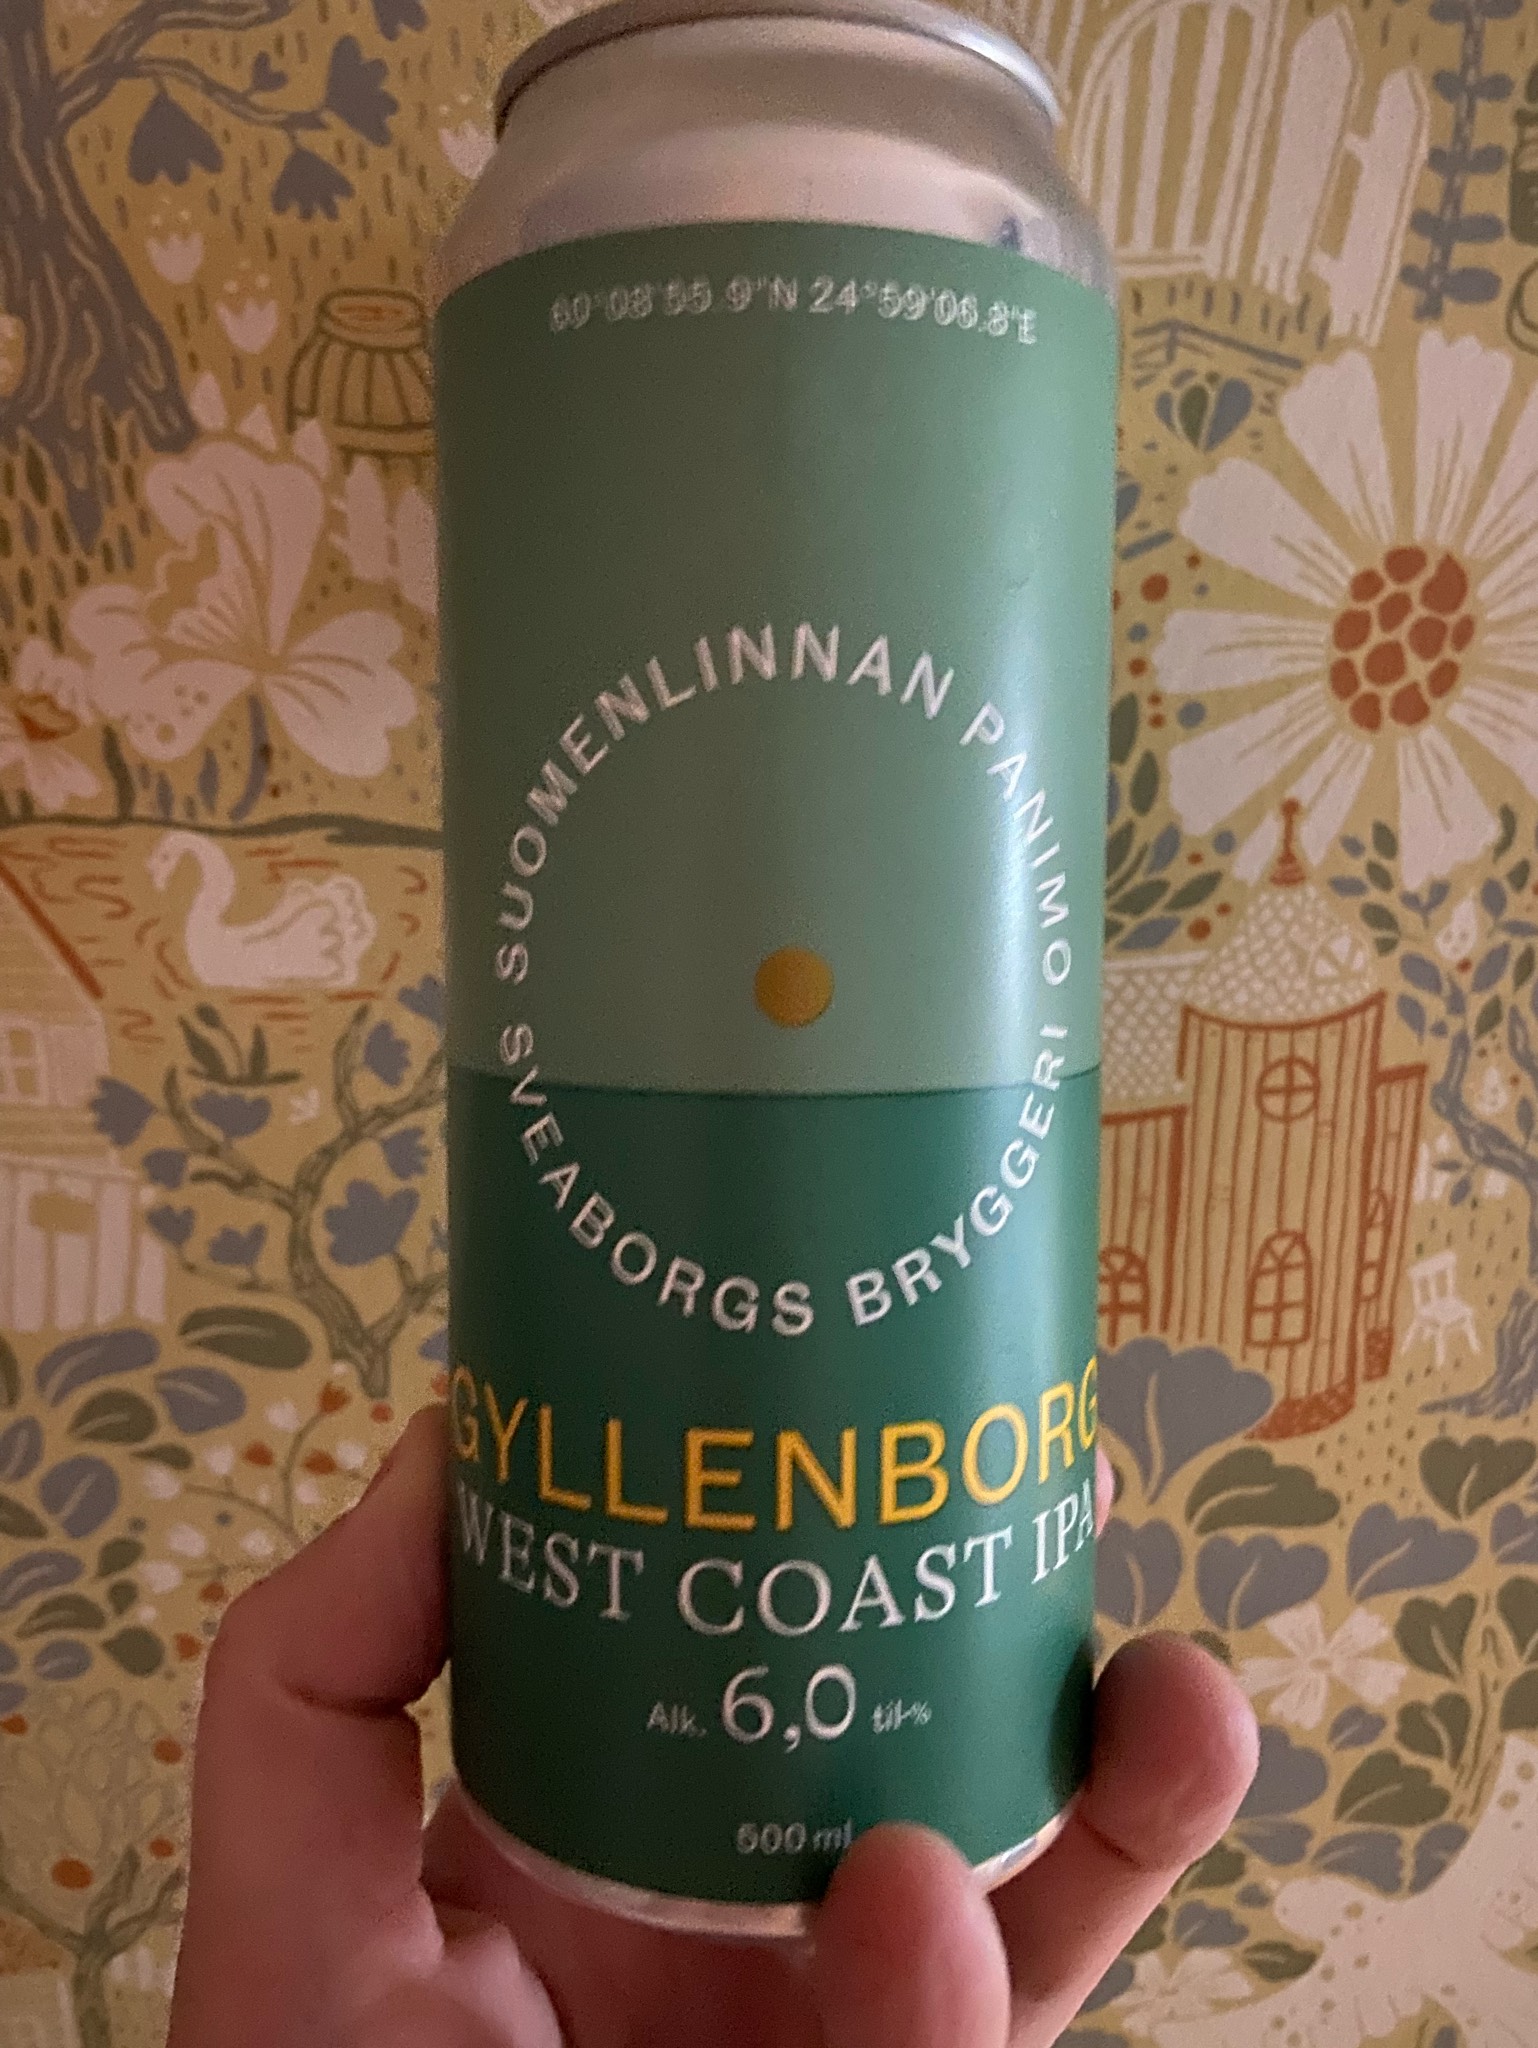 60°08'55.9"N 24°59'06.8"E
SUOMENLINNAN PANIMO
SVEABORGS BRYGGERI
GYLLENBORG
WEST COAST IPA
Alk. 6,0 til-%
500 ml